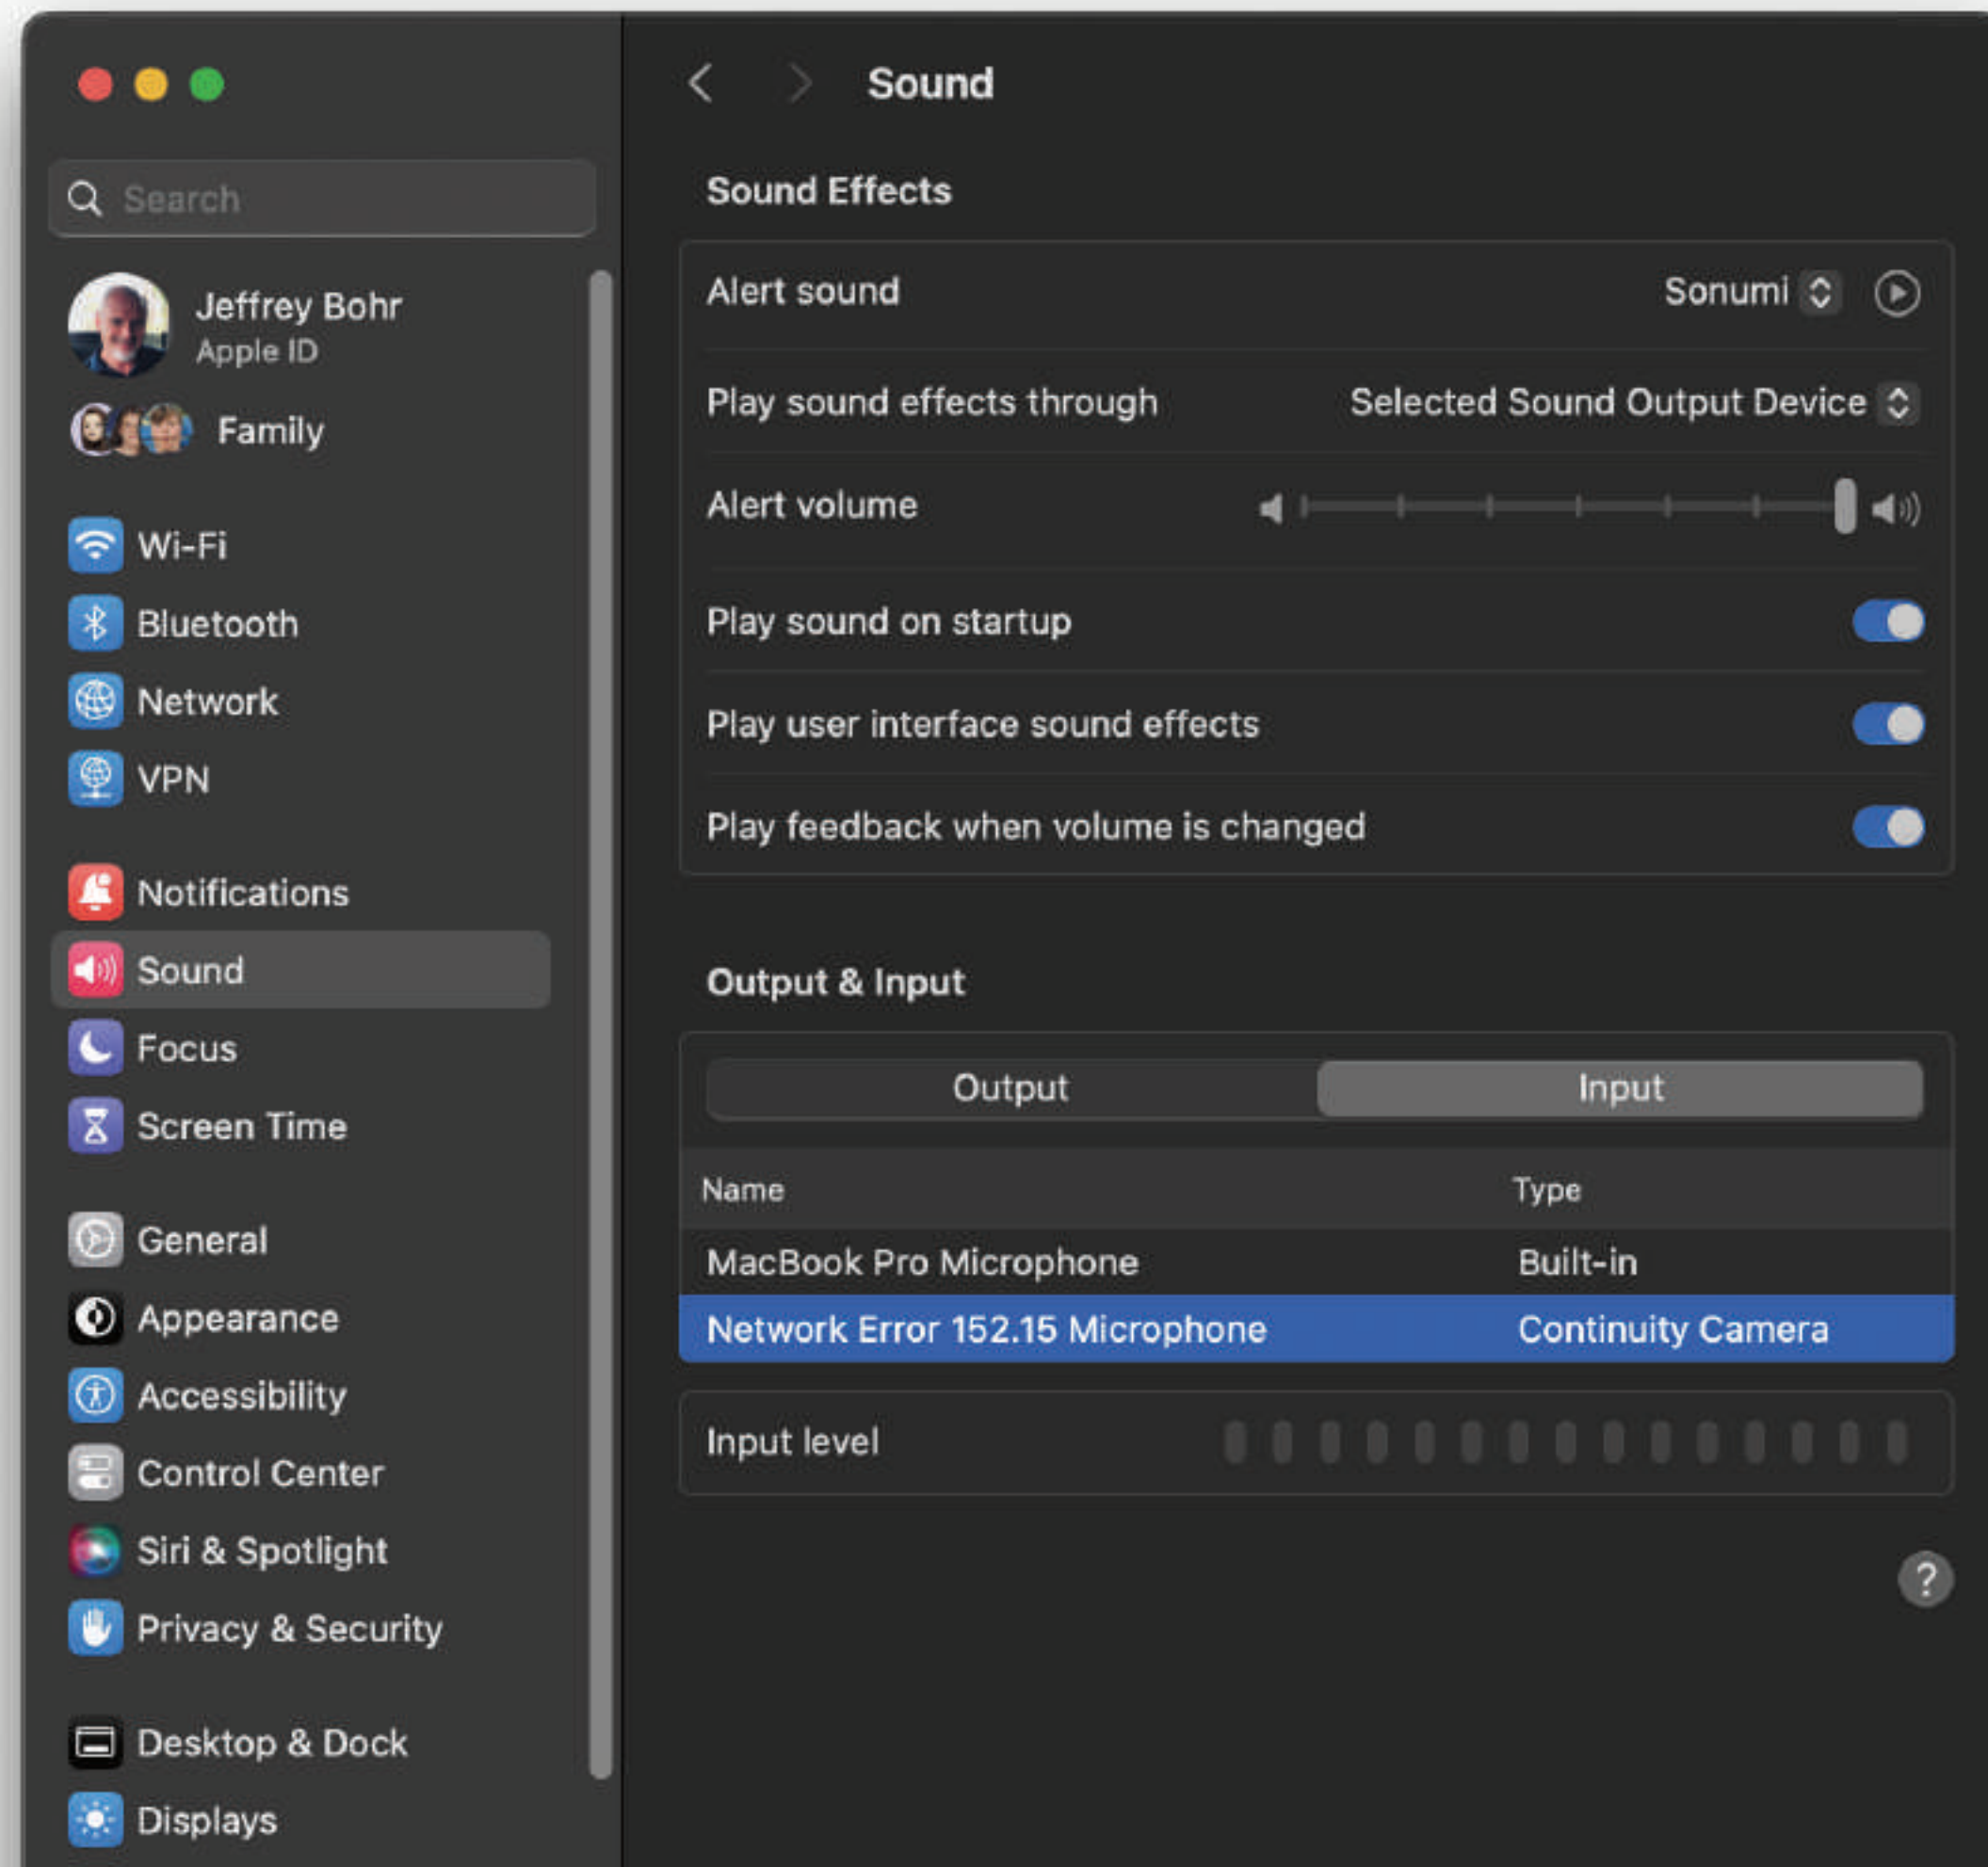 Sound
Search
Jeffrey Bohr
Apple ID
Family
Wi-Fi
Bluetooth
Network
VPN
Notifications
Sound
Focus
Screen Time
General
Appearance
Accessibility
Control Center
Siri & Spotlight
Privacy & Security
Desktop & Dock
Displays
Sound Effects
Alert sound Sonumi
Play sound effects through Selected Sound Output Device
Alert volume
Play sound on startup
Play user interface sound effects
Play feedback when volume is changed
Output & Input
Output Input
Name Type
MacBook Pro Microphone Built-in
Network Error 152.15 Microphone Continuity Camera
Input level
?